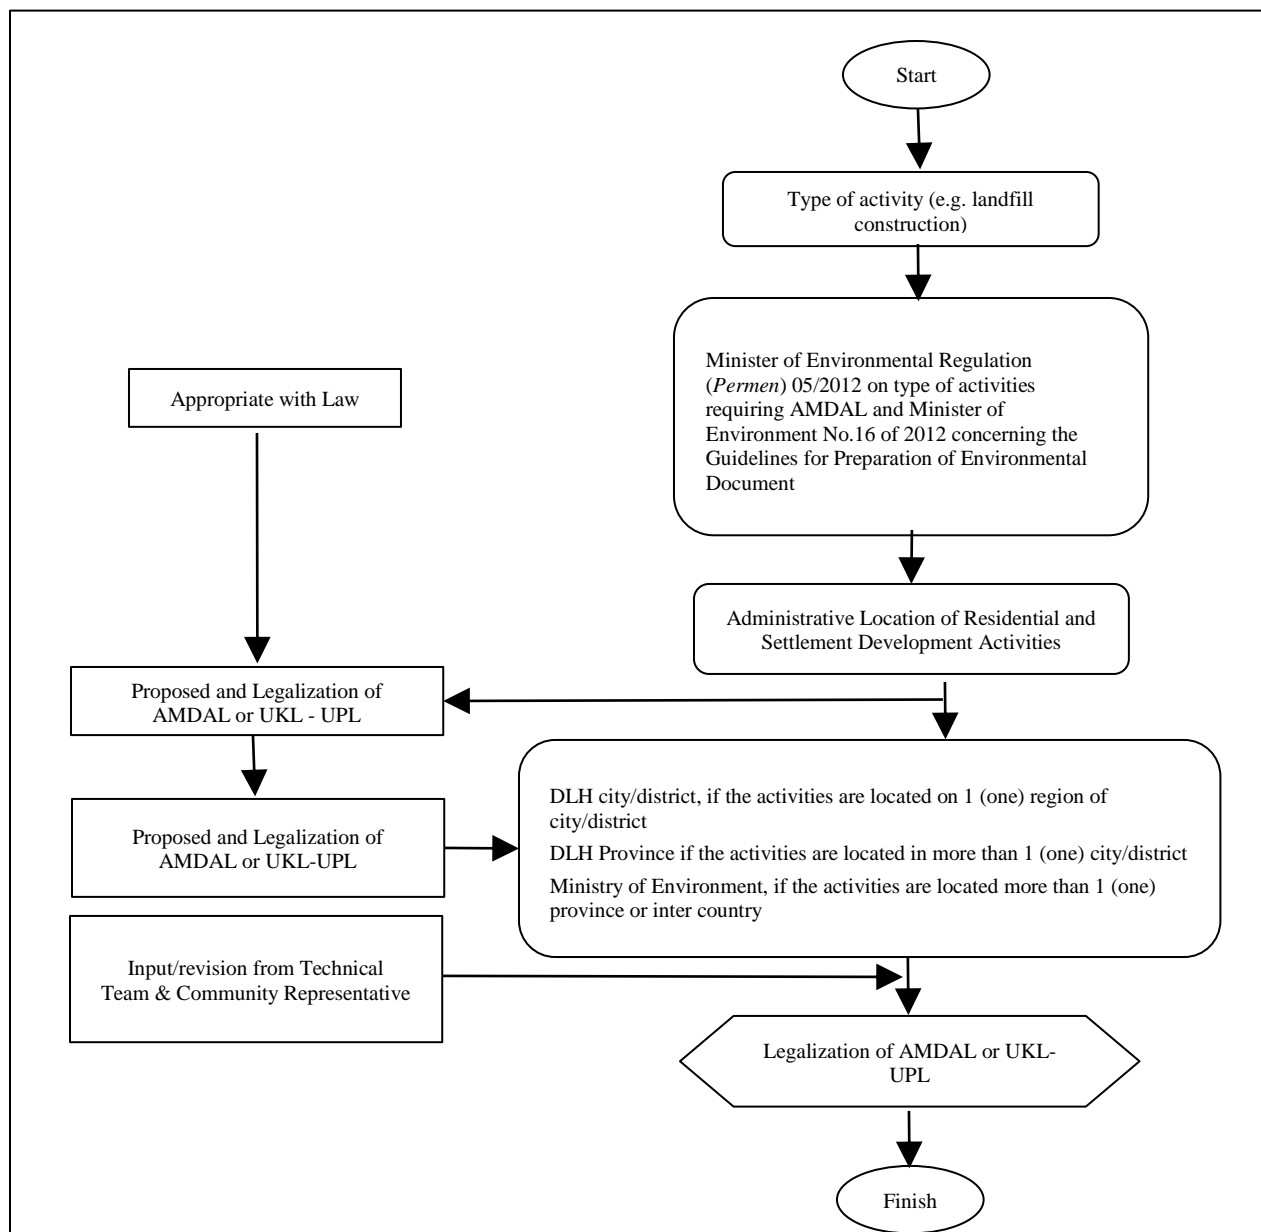 Start
Type of activity (e.g. landfill
construction)
Minister of Environmental Regulation
(Permen) 05/2012 on type of activities
requiring AMDAL and Minister of
Environment No.16 of 2012 concerning the
Guidelines for Preparation of Environmental
Document
Appropriate with Law
Administrative Location of Residential and
Settlement Development Activities
Proposed and Legalization of
AMDAL or UKL - UPL
DLH city/district, if the activities are located on 1 (one) region of
city/district
DLH Province if the activities are located in more than 1 (one) city/district
Ministry of Environment, if the activities are located more than 1 (one)
province or inter country
Proposed and Legalization of
AMDAL or UKL-UPL
Input/revision from Technical
Team & Community Representative
Legalization of AMDAL or UKL-
UPL
Finish